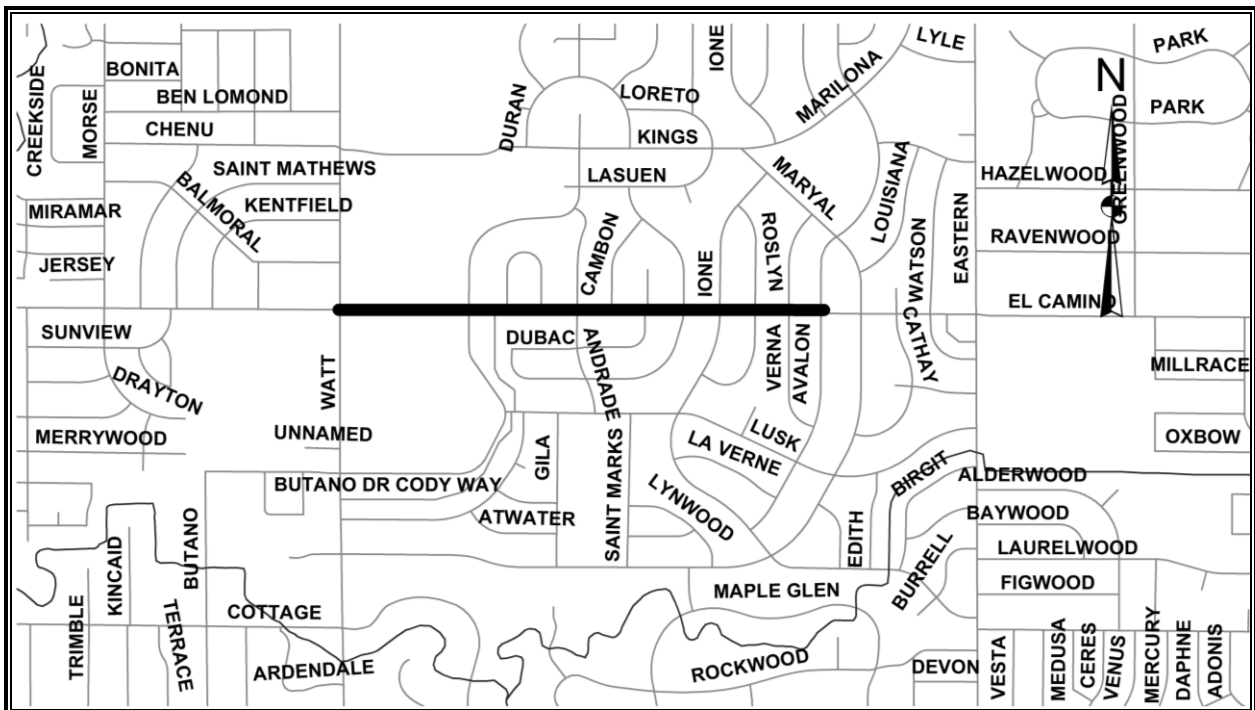 LYLE
PARK
IONE
BONITA
N
CREEKSIDE
MORSE
BEN LOMOND
DURAN
LORETO
MARILONA
PARK
CHENU
KINGS
GREENWOOD
SAINT MATHEWS
LASUEN
MARYAL
LOUISIANA
HAZELWOOD
BALMORAL
KENTFIELD
MIRAMAR
CAMBON
ROSLYN
WATSON
EASTERN
RAVENWOOD
JERSEY
IONE
EL CAMINO
SUNVIEW
DUBAC
ANDRADE
VERNA
AVALON
CATHAY
MILLRACE
DRAYTON
WATT
MERRYWOOD
UNNAMED
GILA
SAINT MARKS
LUSK
LA VERNE
OXBOW
BIRGIT
ALDERWOOD
BUTANO DR CODY WAY
LYNWOOD
ATWATER
BAYWOOD
BUTANO
EDITH
LAURELWOOD
KINCAID
BURRELL
FIGWOOD
MAPLE GLEN
COTTAGE
TRIMBLE
TERRACE
ARDENDALE
ROCKWOOD
DEVON
VESTA
MEDUSA
CERES
VENUS
MERCURY
DAPHNE
ADONIS